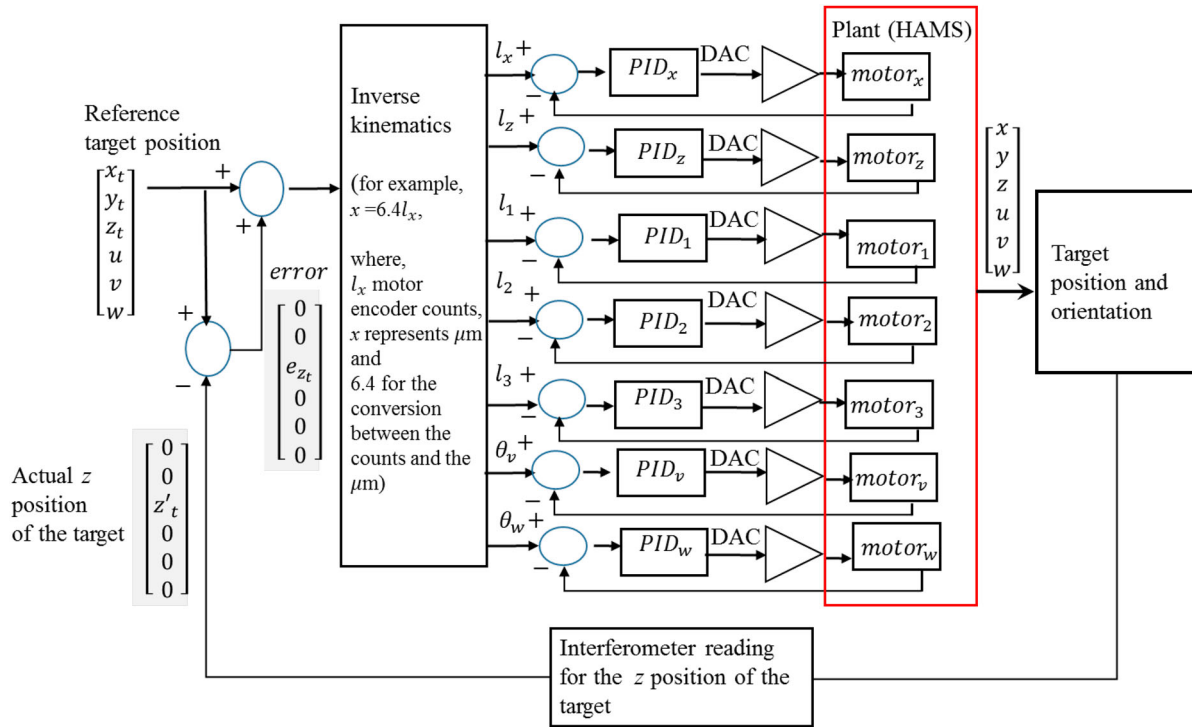 Reference
target position
+
[x_t
y_t
z_t
u
v
w]
+
+
+
−
error
[0
0
e_{z_t}
0
0
0]
Actual z
position
of the target
[0
0
z'_t
0
0
0]
Inverse
kinematics
(for example,
x =6.4l_x,
where,
l_x motor
encoder counts,
x represents μm
and
6.4 for the
conversion
between the
counts and the
μm)
Plant (HAMS)
l_x + − PID_x DAC motor_x
l_z + − PID_z DAC motor_z
l_1 + − PID_1 DAC motor_1
l_2 + − PID_2 DAC motor_2
l_3 + − PID_3 DAC motor_3
θ_v + − PID_v DAC motor_v
θ_w + − PID_w DAC motor_w
[x
y
z
u
v
w]
Target
position and
orientation
Interferometer reading
for the z position of the
target